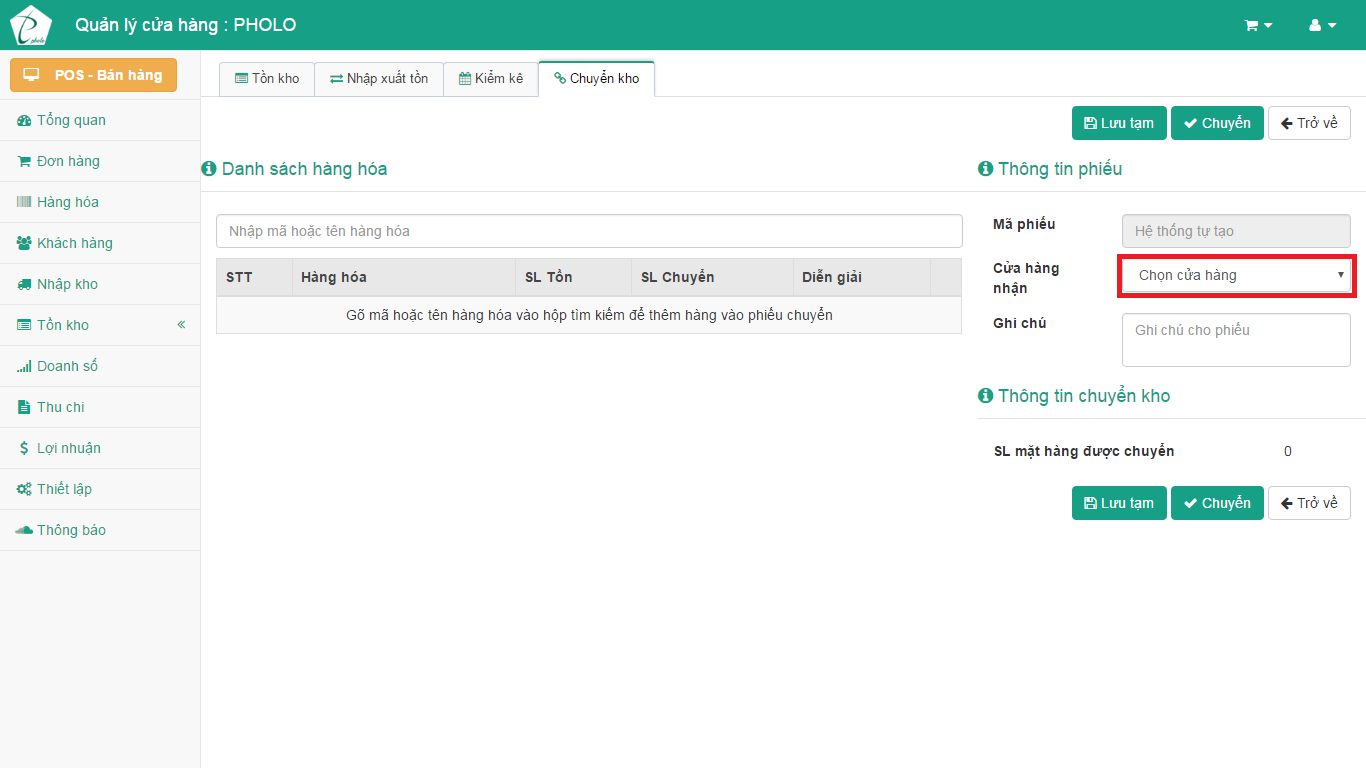 pholo
Quản lý cửa hàng : PHOLO
POS - Bán hàng
Tổng quan
Đơn hàng
Hàng hóa
Khách hàng
Nhập kho
Tồn kho
Doanh số
Thu chi
Lợi nhuận
Thiết lập
Thông báo
Tồn kho Nhập xuất tồn Kiểm kê Chuyển kho
Lưu tạm Chuyển Trở về
Danh sách hàng hóa
Nhập mã hoặc tên hàng hóa
STT Hàng hóa SL Tồn SL Chuyển Diễn giải
Gõ mã hoặc tên hàng hóa vào hộp tìm kiếm để thêm hàng vào phiếu chuyển
Thông tin phiếu
Mã phiếu Hệ thống tự tạo
Cửa hàng nhận Chọn cửa hàng
Ghi chú Ghi chú cho phiếu
Thông tin chuyển kho
SL mặt hàng được chuyển 0
Lưu tạm Chuyển Trở về